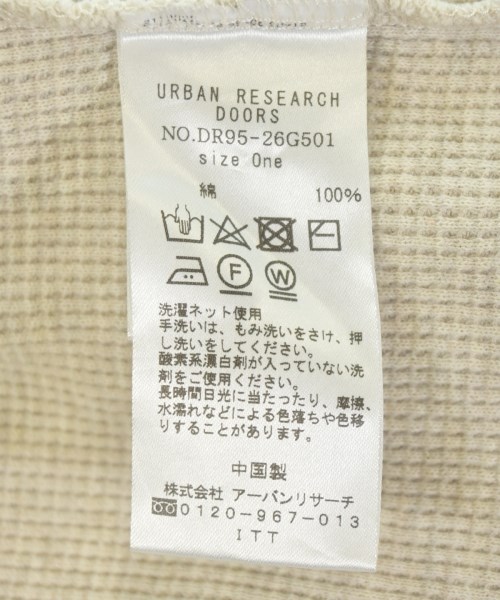 URBAN RESEARCH
DOORS
NO.DR95-26G501
size One
綿 100%
F W
洗濯ネット使用
手洗いは、もみ洗いをさけ、押
し洗いをしてください。
酸素系漂白剤が入っていない洗
剤をご使用ください。
長時間日光に当たったり、摩擦、
水濡れなどによる色落ちや色移
りすることがあります。
中国製
株式会社 アーバンリサーチ
0120-967-013
ITT